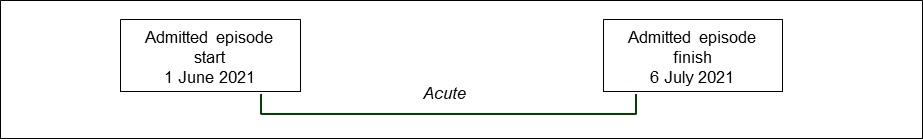 Admitted episode
start
1 June 2021
Admitted episode
finish
6 July 2021
Acute